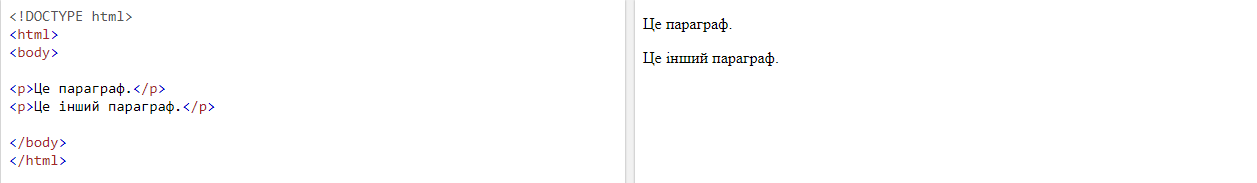 <!DOCTYPE html>
<html>
<body>
<p>Це параграф.</p>
<p>Це інший параграф.</p>
</body>
</html>
Це параграф.
Це інший параграф.